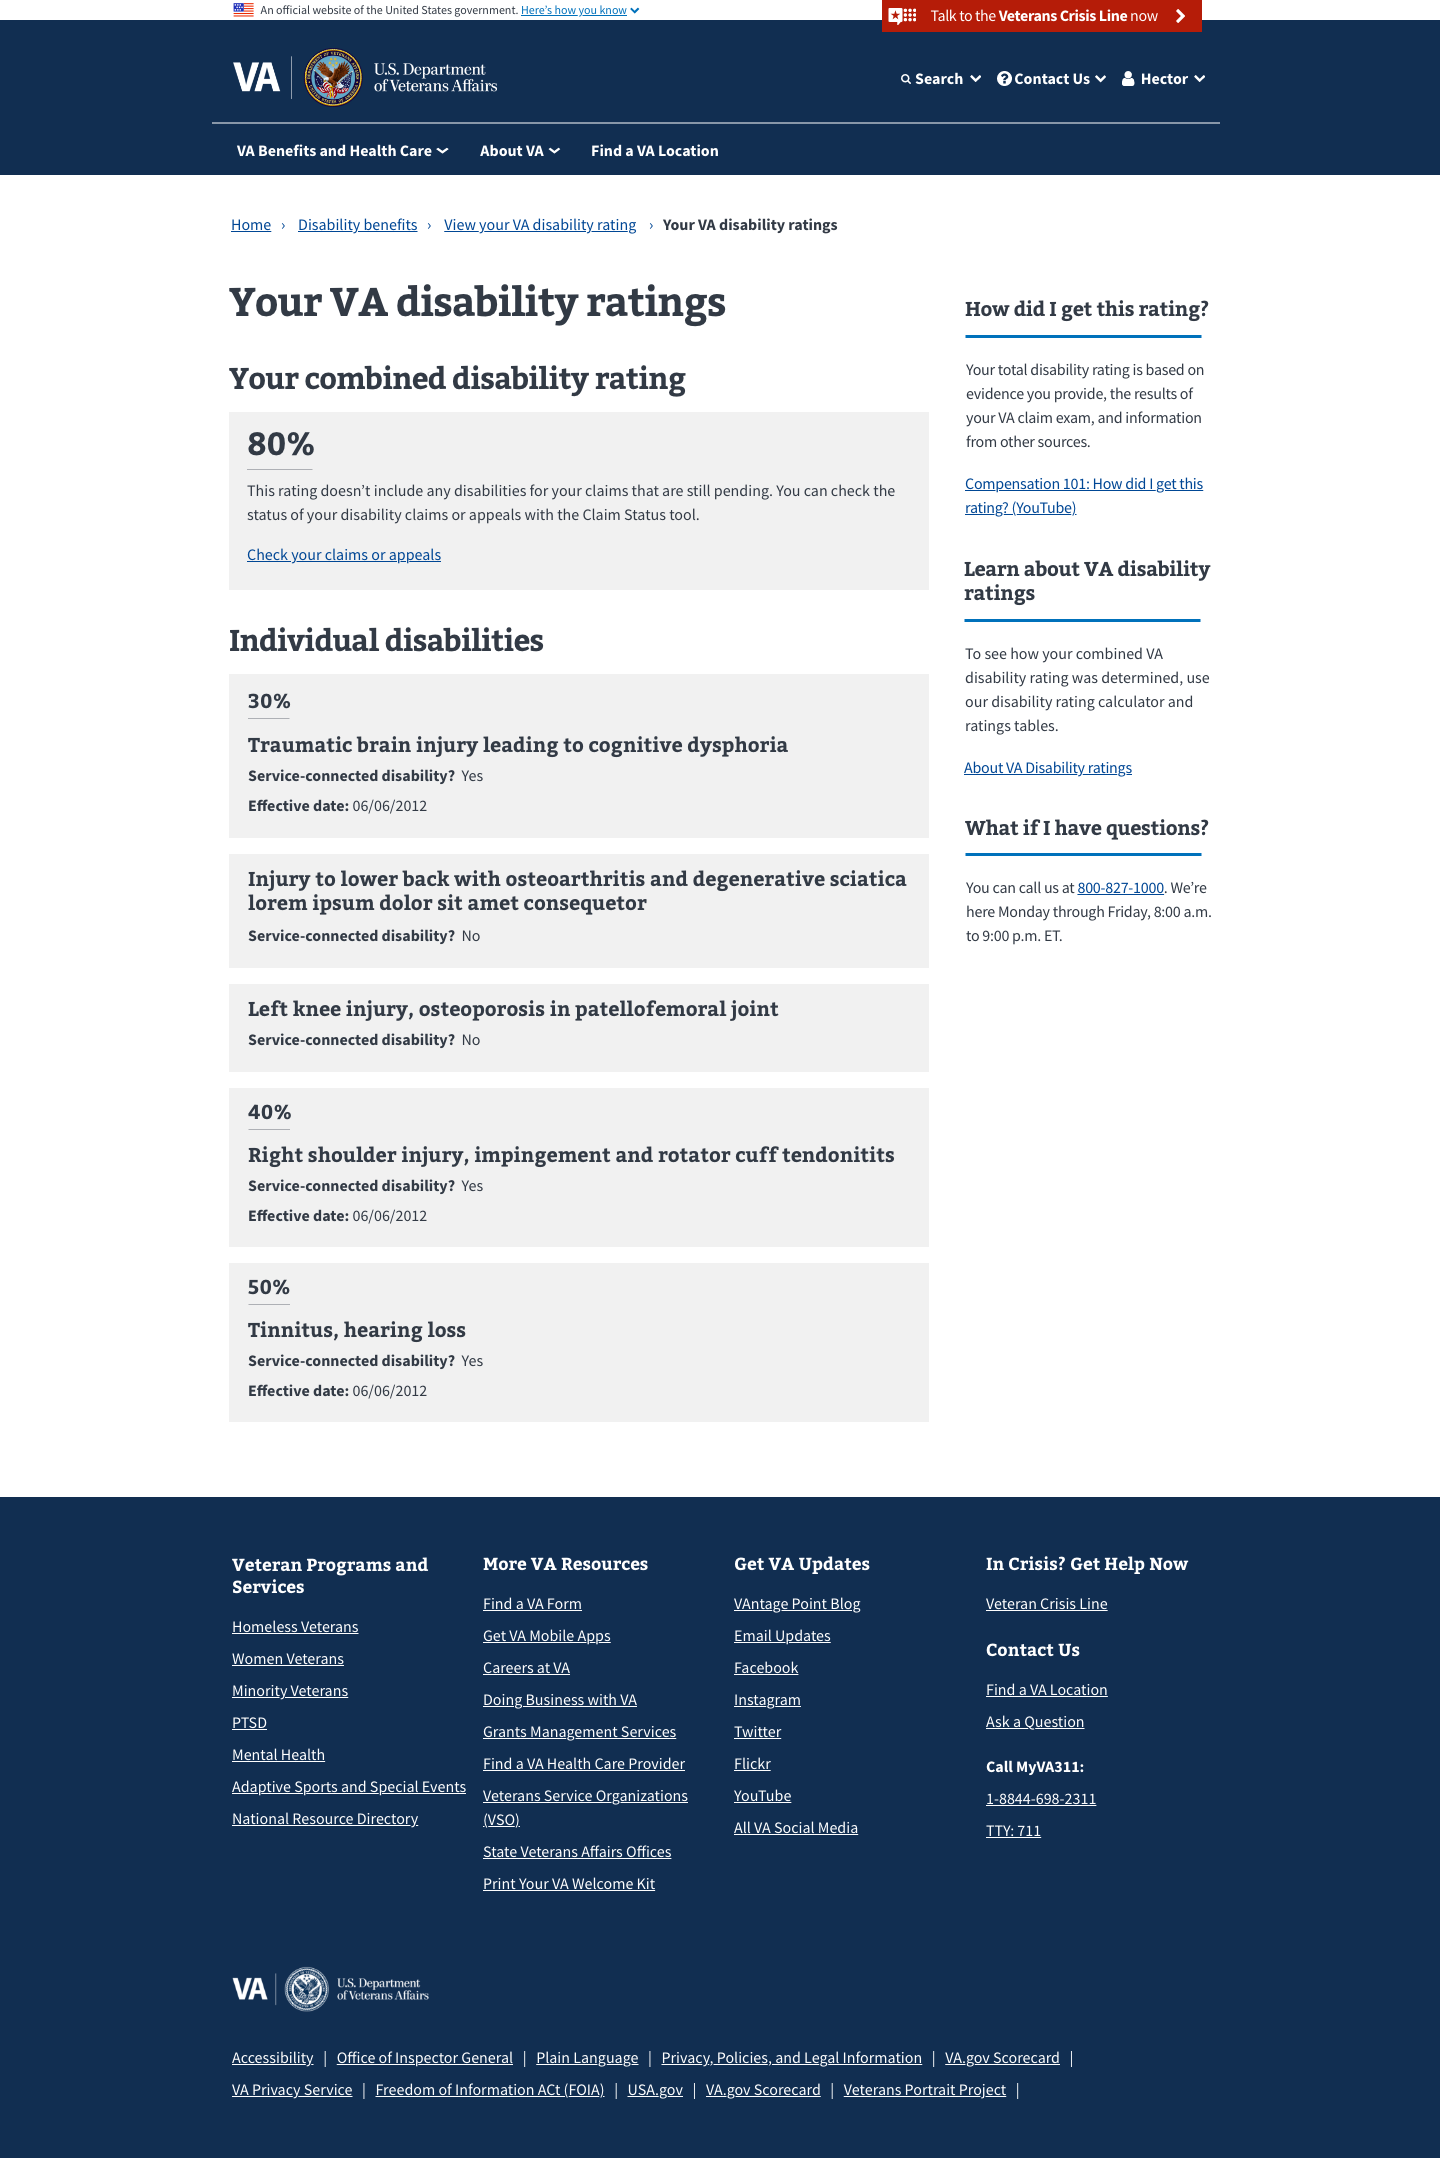 An official website of the United States government. Here's how you know
Talk to the Veterans Crisis Line now
VA
U.S. Department
of Veterans Affairs
Search
Contact Us
Hector
VA Benefits and Health Care
About VA
Find a VA Location
Home › Disability benefits › View your VA disability rating › Your VA disability ratings
Your VA disability ratings
Your combined disability rating
80%
This rating doesn’t include any disabilities for your claims that are still pending. You can check the
status of your disability claims or appeals with the Claim Status tool.
Check your claims or appeals
Individual disabilities
30%
Traumatic brain injury leading to cognitive dysphoria
Service-connected disability? Yes
Effective date: 06/06/2012
Injury to lower back with osteoarthritis and degenerative sciatica
lorem ipsum dolor sit amet consequetor
Service-connected disability? No
Left knee injury, osteoporosis in patellofemoral joint
Service-connected disability? No
40%
Right shoulder injury, impingement and rotator cuff tendonitits
Service-connected disability? Yes
Effective date: 06/06/2012
50%
Tinnitus, hearing loss
Service-connected disability? Yes
Effective date: 06/06/2012
How did I get this rating?
Your total disability rating is based on
evidence you provide, the results of
your VA claim exam, and information
from other sources.
Compensation 101: How did I get this
rating? (YouTube)
Learn about VA disability
ratings
To see how your combined VA
disability rating was determined, use
our disability rating calculator and
ratings tables.
About VA Disability ratings
What if I have questions?
You can call us at 800-827-1000. We’re
here Monday through Friday, 8:00 a.m.
to 9:00 p.m. ET.
Veteran Programs and
Services
Homeless Veterans
Women Veterans
Minority Veterans
PTSD
Mental Health
Adaptive Sports and Special Events
National Resource Directory
More VA Resources
Find a VA Form
Get VA Mobile Apps
Careers at VA
Doing Business with VA
Grants Management Services
Find a VA Health Care Provider
Veterans Service Organizations
(VSO)
State Veterans Affairs Offices
Print Your VA Welcome Kit
Get VA Updates
VAntage Point Blog
Email Updates
Facebook
Instagram
Twitter
Flickr
YouTube
All VA Social Media
In Crisis? Get Help Now
Veteran Crisis Line
Contact Us
Find a VA Location
Ask a Question
Call MyVA311:
1-8844-698-2311
TTY: 711
VA
U.S. Department
of Veterans Affairs
Accessibility | Office of Inspector General | Plain Language | Privacy, Policies, and Legal Information | VA.gov Scorecard |
VA Privacy Service | Freedom of Information ACt (FOIA) | USA.gov | VA.gov Scorecard | Veterans Portrait Project |